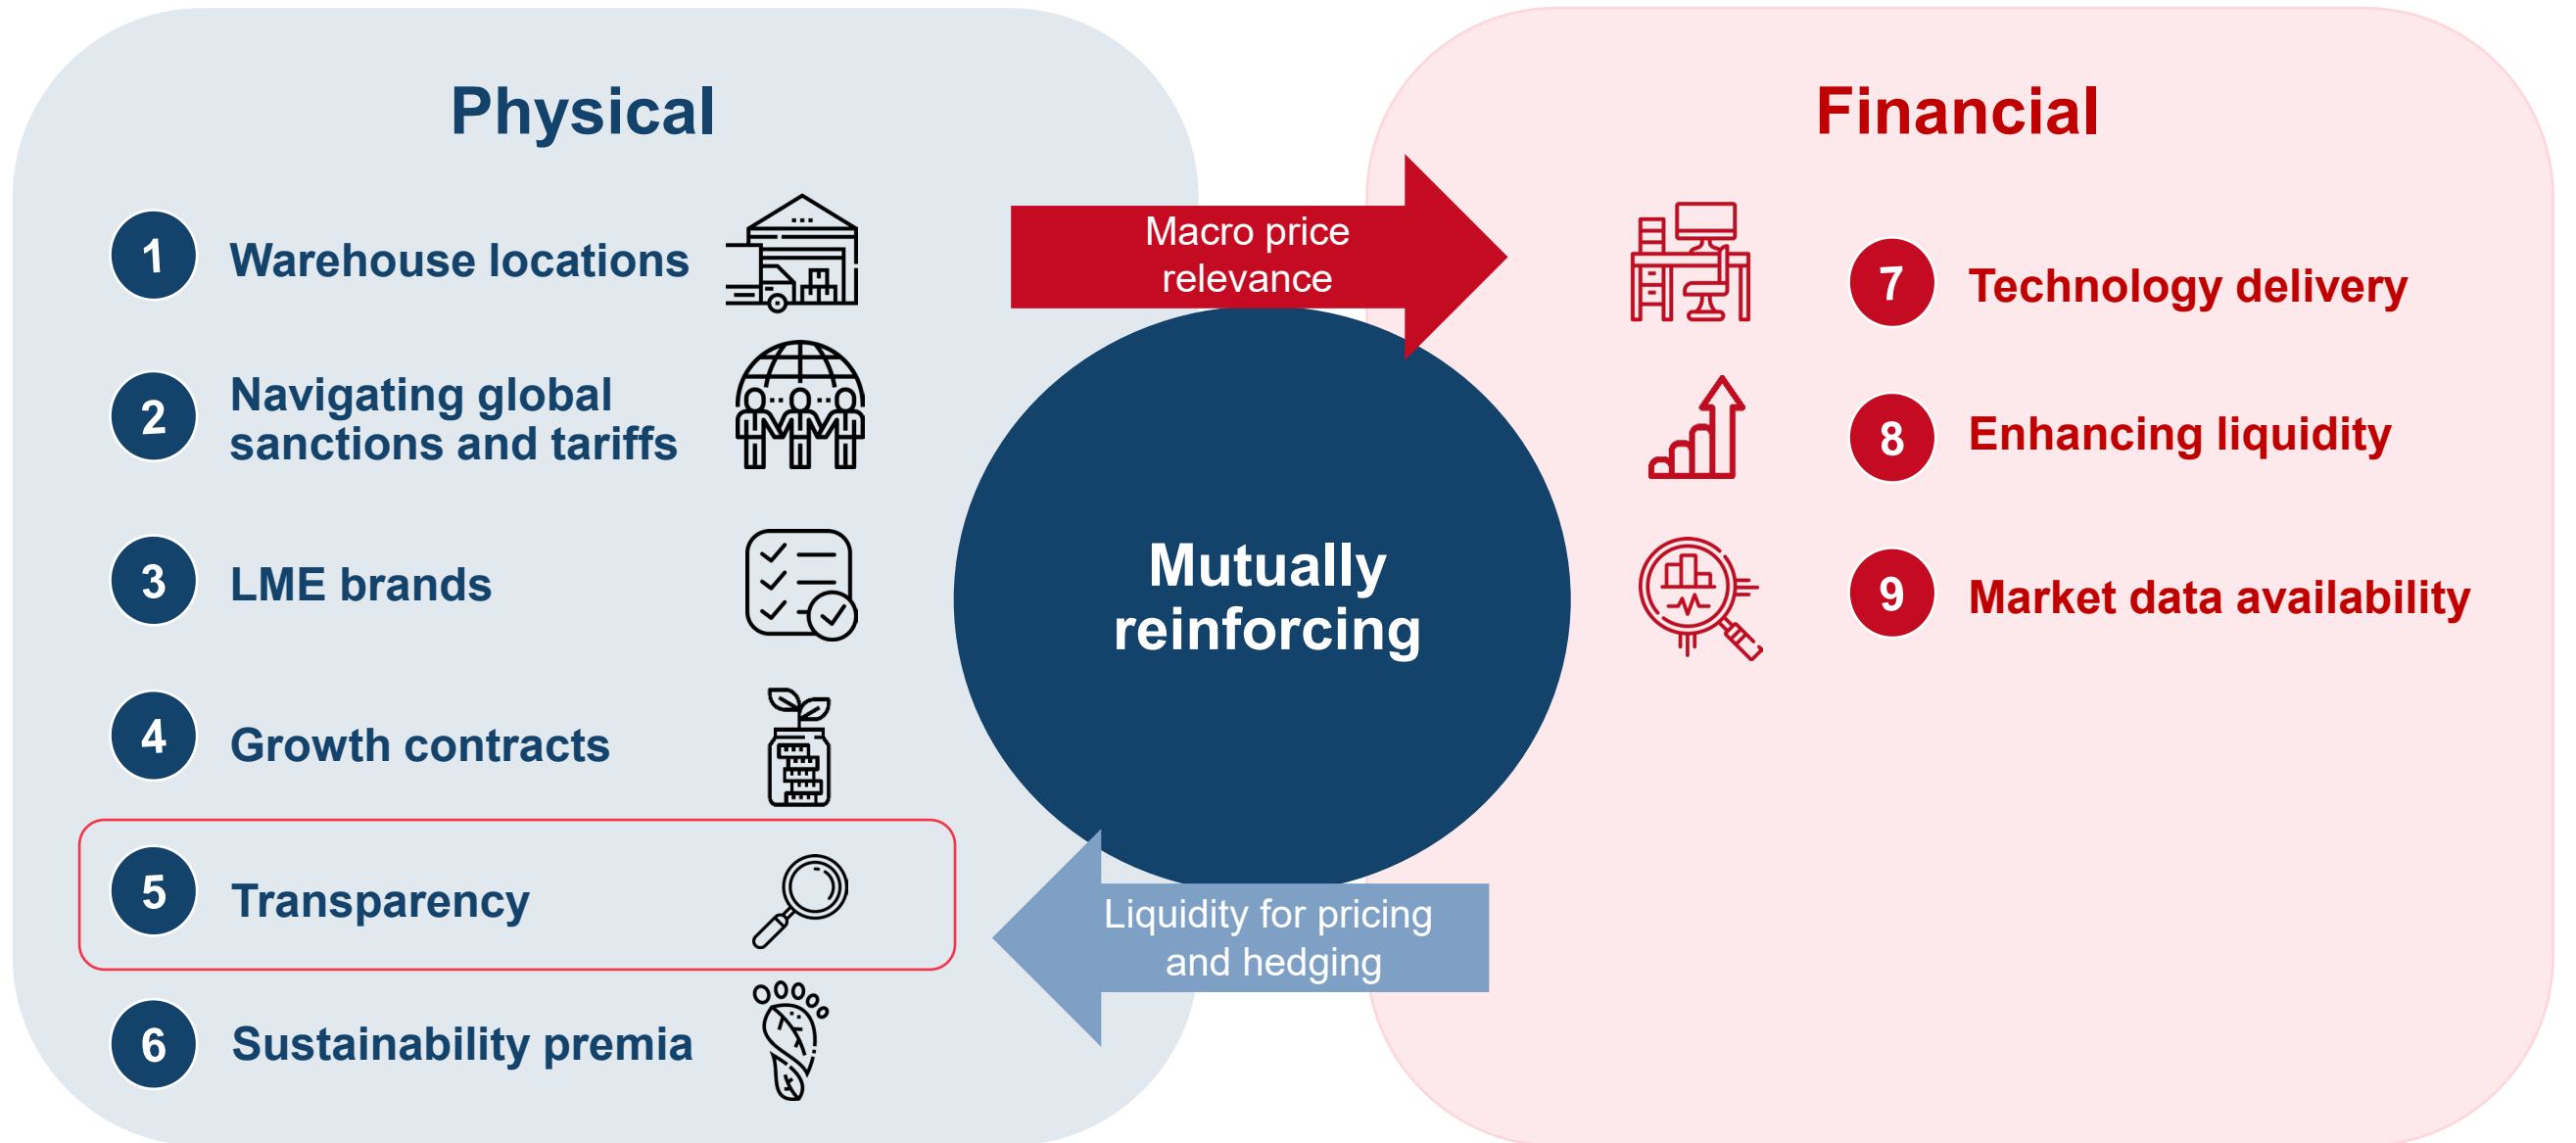 Physical
1
Warehouse locations
2
Navigating global
sanctions and tariffs
3
LME brands
4
Growth contracts
5
Transparency
6
Sustainability premia
Macro price
relevance
Mutually
reinforcing
Liquidity for pricing
and hedging
Financial
7
Technology delivery
8
Enhancing liquidity
9
Market data availability